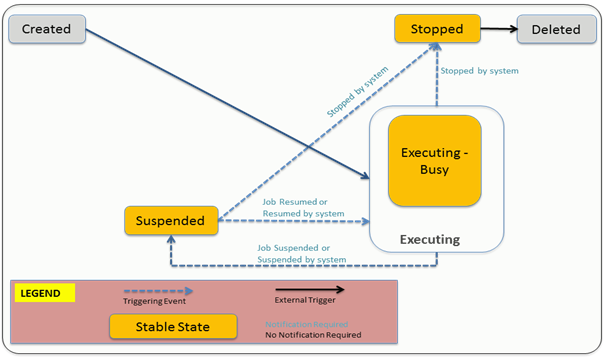 Created
Stopped
Deleted
Stopped by system
Stopped by system
Executing -
Busy
Job Resumed or
Resumed by system
Suspended
Executing
Job Suspended or
Suspended by system
LEGEND
Triggering Event
External Trigger
Stable State
Notification Required
No Notification Required